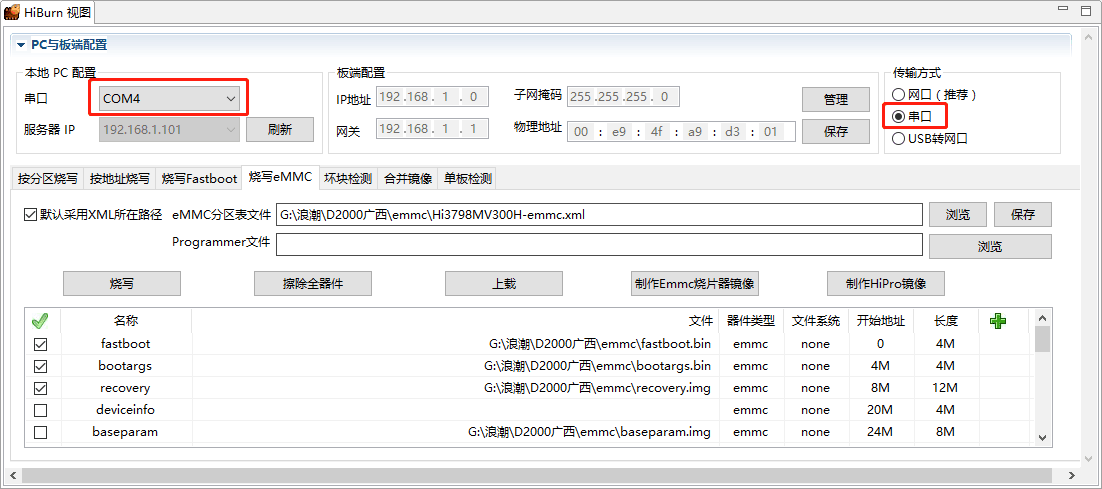 HiBurn 视图
PC与板端配置
本地 PC 配置
串口 COM4
服务器 IP 192.168.1.101 刷新
板端配置
IP地址 192 .168 . 1 . 0 子网掩码 255 .255 .255 . 0 管理
网关 192 .168 . 1 . 1 物理地址 00 : e9 : 4f : a9 : d3 : 01 保存
传输方式
网口（推荐）
串口
USB转网口
按分区烧写 按地址烧写 烧写Fastboot 烧写eMMC 坏块检测 合并镜像 单板检测
默认采用XML所在路径 eMMC分区表文件 G:\浪潮\D2000广西\emmc\Hi3798MV300H-emmc.xml 浏览 保存
Programmer文件 浏览
烧写 擦除全器件 上载 制作Emmc烧片器镜像 制作HiPro镜像
名称 文件 器件类型 文件系统 开始地址 长度
fastboot G:\浪潮\D2000广西\emmc\fastboot.bin emmc none 0 4M
bootargs G:\浪潮\D2000广西\emmc\bootargs.bin emmc none 4M 4M
recovery G:\浪潮\D2000广西\emmc\recovery.img emmc none 8M 12M
deviceinfo emmc none 20M 4M
baseparam G:\浪潮\D2000广西\emmc\baseparam.img emmc none 24M 8M